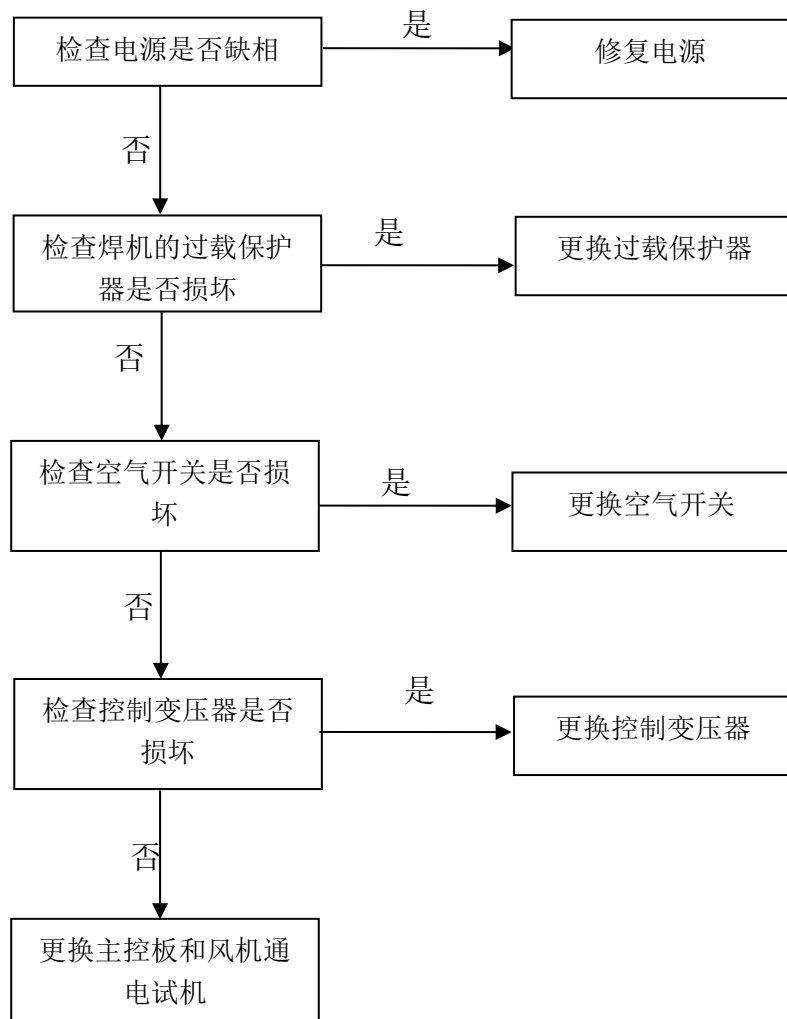 检查电源是否缺相
是
修复电源
否
检查焊机的过载保护
器是否损坏
是
更换过载保护器
否
检查空气开关是否损
坏
是
更换空气开关
否
检查控制变压器是否
损坏
是
更换控制变压器
否
更换主控板和风机通
电试机